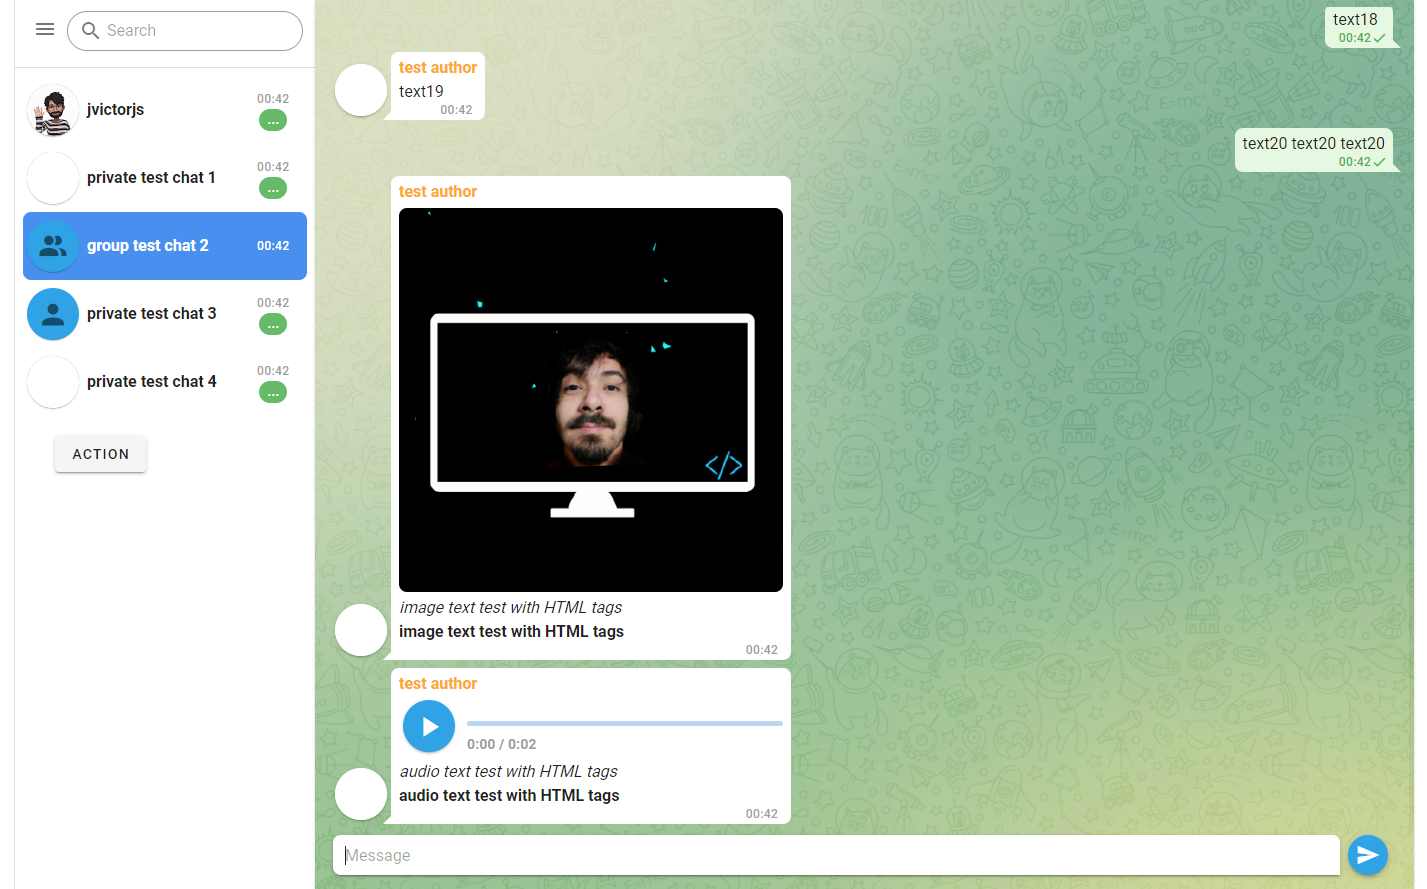 Search
jvictorjs
00:42
...
private test chat 1
00:42
...
group test chat 2
00:42
private test chat 3
00:42
...
private test chat 4
00:42
...
ACTION
text18
00:42
test author
text19
00:42
text20 text20 text20
00:42
test author
</>
image text test with HTML tags
image text test with HTML tags
00:42
test author
0:00 / 0:02
audio text test with HTML tags
audio text test with HTML tags
00:42
Message